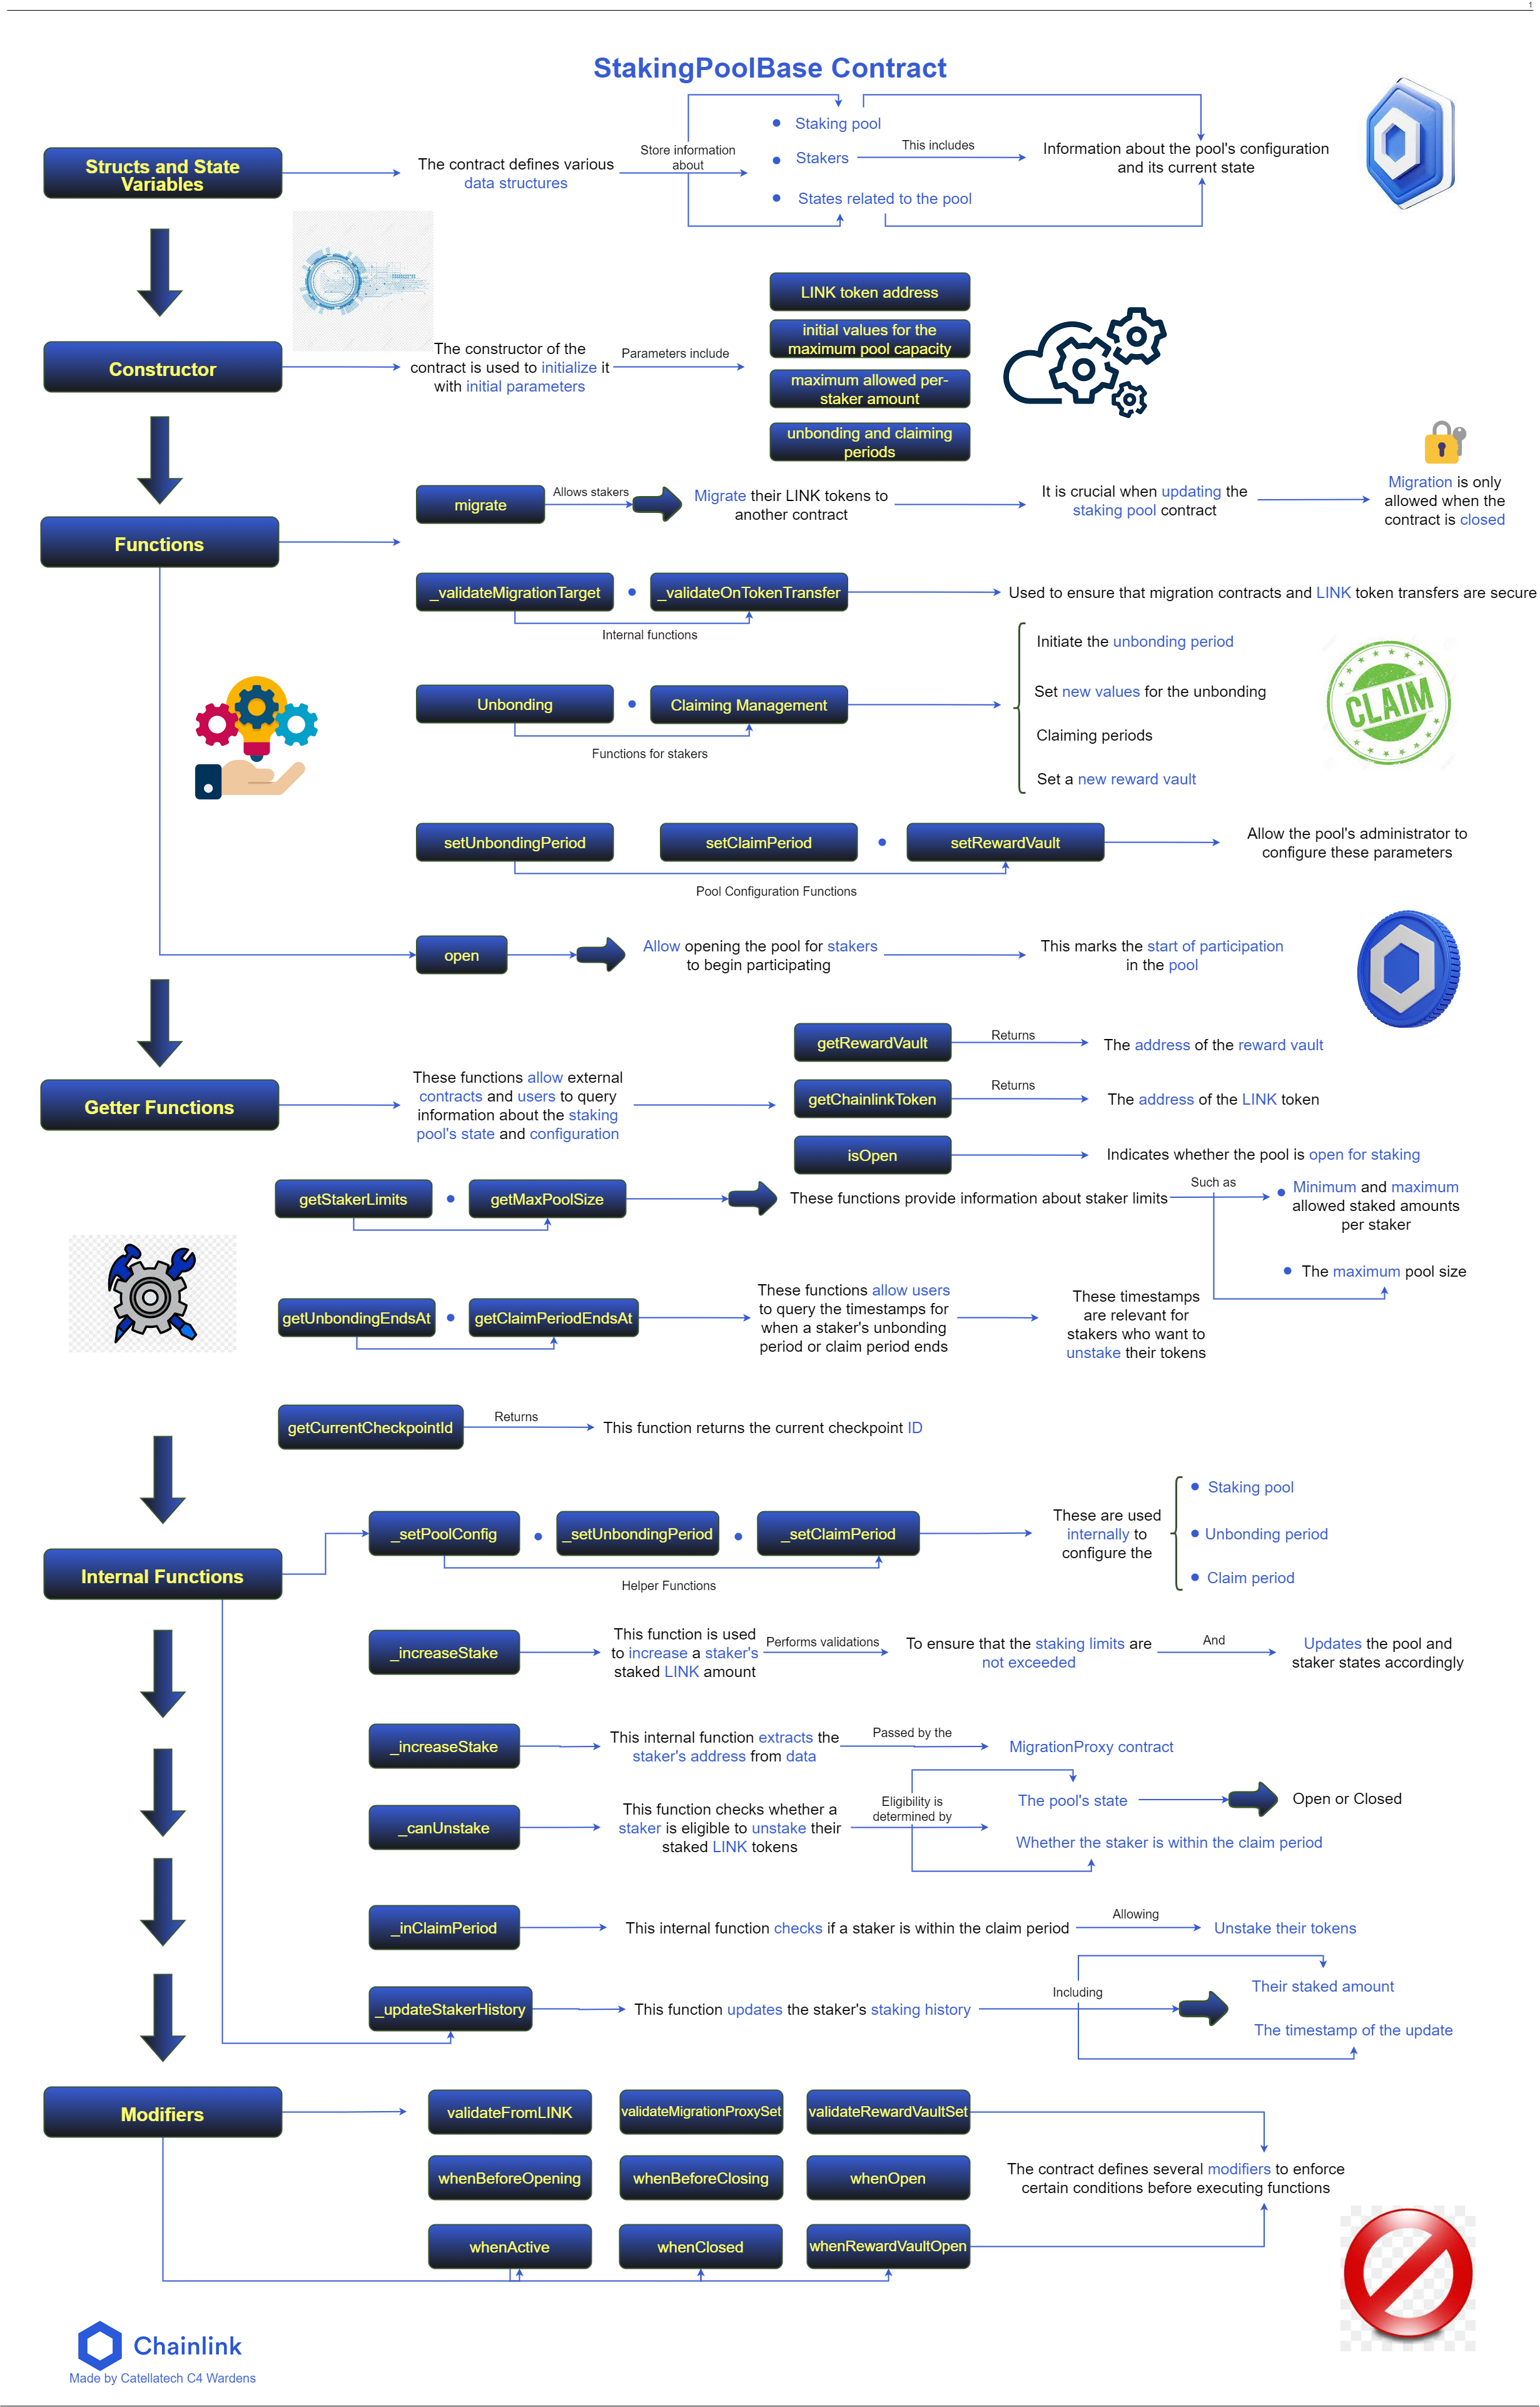 1
StakingPoolBase Contract
Structs and State
Variables
The contract defines various
data structures
Store information
about
Staking pool
Stakers
States related to the pool
This includes
Information about the pool's configuration
and its current state
Constructor
The constructor of the
contract is used to initialize it
with initial parameters
Parameters include
LINK token address
initial values for the
maximum pool capacity
maximum allowed per-
staker amount
unbonding and claiming
periods
Functions
migrate
Allows stakers
Migrate their LINK tokens to
another contract
It is crucial when updating the
staking pool contract
Migration is only
allowed when the
contract is closed
_validateMigrationTarget
_validateOnTokenTransfer
Internal functions
Used to ensure that migration contracts and LINK token transfers are secure
Unbonding
Claiming Management
Functions for stakers
Initiate the unbonding period
Set new values for the unbonding
Claiming periods
Set a new reward vault
CLAIM
setUnbondingPeriod
setClaimPeriod
setRewardVault
Pool Configuration Functions
Allow the pool's administrator to
configure these parameters
open
Allow opening the pool for stakers
to begin participating
This marks the start of participation
in the pool
Getter Functions
These functions allow external
contracts and users to query
information about the staking
pool's state and configuration
getRewardVault
Returns
The address of the reward vault
getChainlinkToken
Returns
The address of the LINK token
isOpen
Indicates whether the pool is open for staking
getStakerLimits
getMaxPoolSize
These functions provide information about staker limits
Such as
Minimum and maximum
allowed staked amounts
per staker
The maximum pool size
getUnbondingEndsAt
getClaimPeriodEndsAt
These functions allow users
to query the timestamps for
when a staker's unbonding
period or claim period ends
These timestamps
are relevant for
stakers who want to
unstake their tokens
getCurrentCheckpointId
Returns
This function returns the current checkpoint ID
Internal Functions
_setPoolConfig
_setUnbondingPeriod
_setClaimPeriod
Helper Functions
These are used
internally to
configure the
Staking pool
Unbonding period
Claim period
_increaseStake
This function is used
to increase a staker's
staked LINK amount
Performs validations
To ensure that the staking limits are
not exceeded
And
Updates the pool and
staker states accordingly
_increaseStake
This internal function extracts the
staker's address from data
Passed by the
MigrationProxy contract
_canUnstake
This function checks whether a
staker is eligible to unstake their
staked LINK tokens
Eligibility is
determined by
The pool's state
Open or Closed
Whether the staker is within the claim period
_inClaimPeriod
This internal function checks if a staker is within the claim period
Allowing
Unstake their tokens
_updateStakerHistory
This function updates the staker's staking history
Including
Their staked amount
The timestamp of the update
Modifiers
validateFromLINK
validateMigrationProxySet
validateRewardVaultSet
whenBeforeOpening
whenBeforeClosing
whenOpen
whenActive
whenClosed
whenRewardVaultOpen
The contract defines several modifiers to enforce
certain conditions before executing functions
Chainlink
Made by Catellatech C4 Wardens